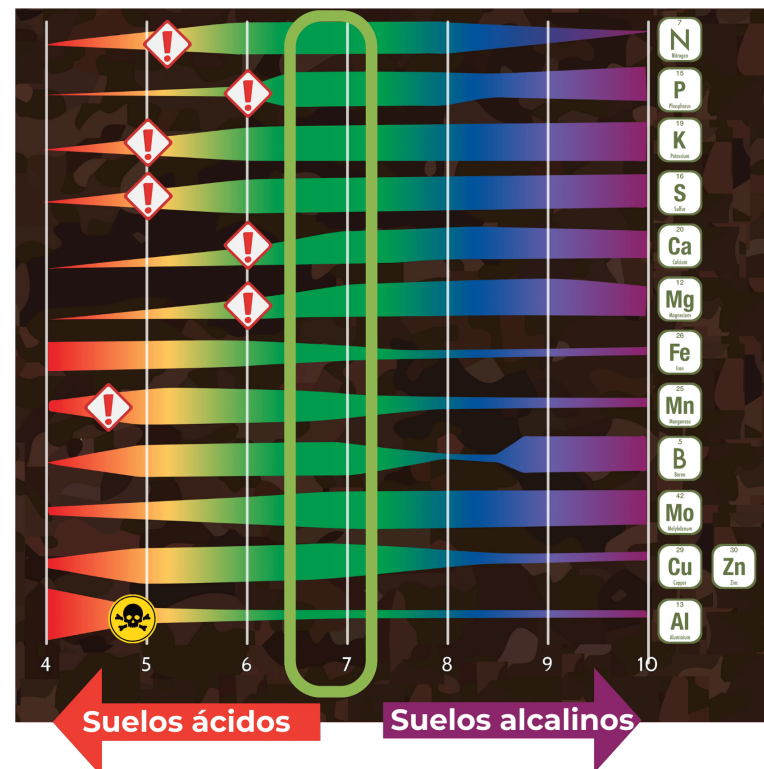 7
N
Nitrogen
15
P
Phosphorus
19
K
Potassium
16
S
Sulfur
20
Ca
Calcium
12
Mg
Magnesium
26
Fe
Iron
25
Mn
Manganese
5
B
Boron
42
Mo
Molybdenum
29 30
Cu Zn
Copper Zinc
13
Al
Aluminium
4 5 6 7 8 9 10
Suelos ácidos Suelos alcalinos